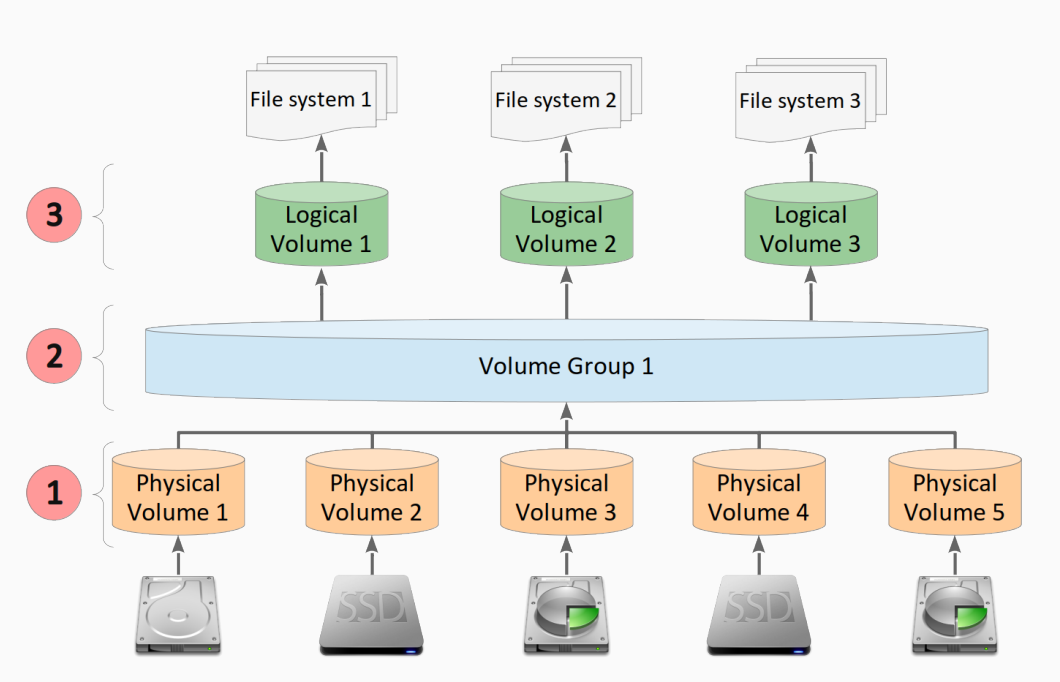 File system 1
File system 2
File system 3
3
Logical
Volume 1
Logical
Volume 2
Logical
Volume 3
2
Volume Group 1
1
Physical
Volume 1
Physical
Volume 2
Physical
Volume 3
Physical
Volume 4
Physical
Volume 5
SSD
SSD